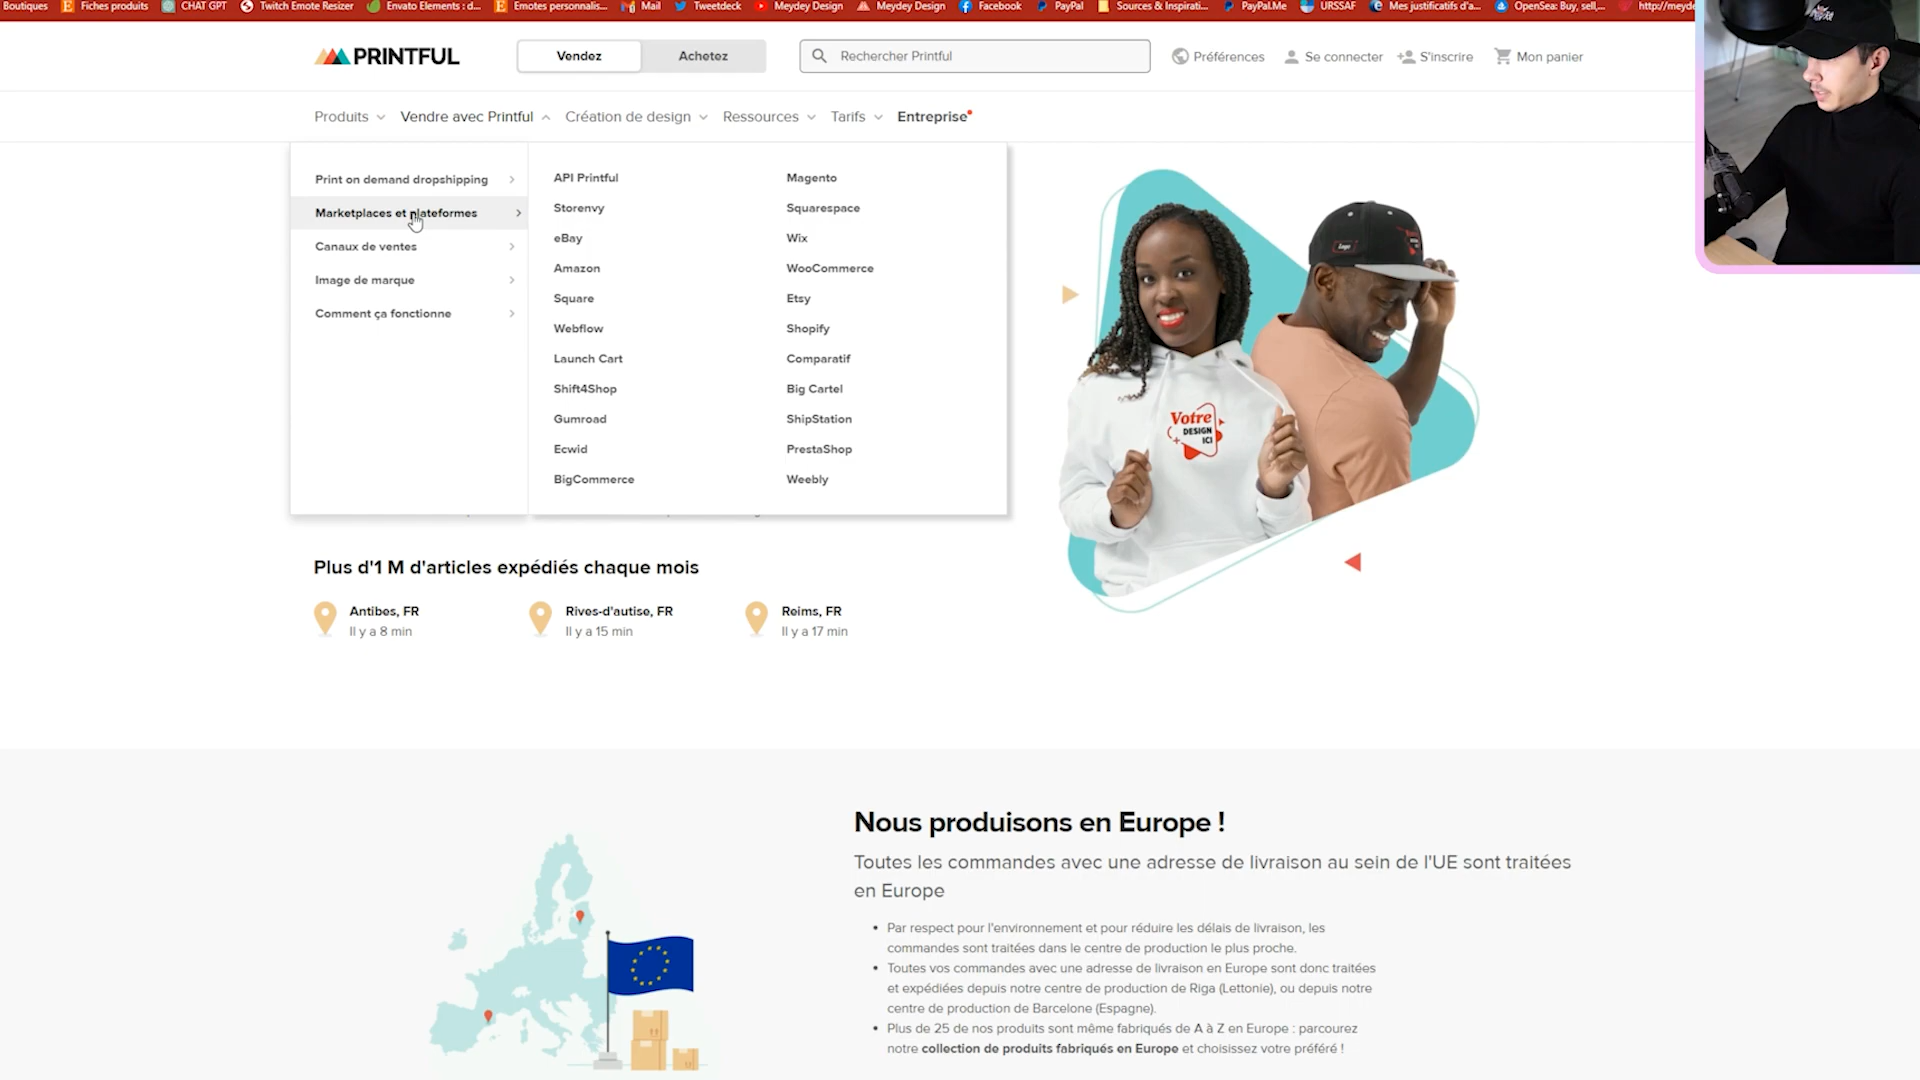 Boutiques Fiches produits CHAT GPT Twitch Emote Resizer Envato Elements : d... Emotes personnalis... Mail Tweetdeck Meydey Design Meydey Design Facebook PayPal Sources & Inspirati... PayPal.Me URSSAF Mes justificatifs d'a... OpenSea: Buy, sell,... http://meyde
PRINTFUL
Vendez Achetez
Rechercher Printful
Préférences Se connecter S'inscrire Mon panier
Produits Vendre avec Printful Création de design Ressources Tarifs Entreprise
Print on demand dropshipping
Marketplaces et plateformes
Canaux de ventes
Image de marque
Comment ça fonctionne
API Printful
Storenvy
eBay
Amazon
Square
Webflow
Launch Cart
Shift4Shop
Gumroad
Ecwid
BigCommerce
Magento
Squarespace
Wix
WooCommerce
Etsy
Shopify
Comparatif
Big Cartel
ShipStation
PrestaShop
Weebly
Logo
Votre
DESIGN
ICI
Plus d'1 M d'articles expédiés chaque mois
Antibes, FR
Il y a 8 min
Rives-d'autise, FR
Il y a 15 min
Reims, FR
Il y a 17 min
Nous produisons en Europe !
Toutes les commandes avec une adresse de livraison au sein de l'UE sont traitées
en Europe
• Par respect pour l'environnement et pour réduire les délais de livraison, les
commandes sont traitées dans le centre de production le plus proche.
• Toutes vos commandes avec une adresse de livraison en Europe sont donc traitées
et expédiées depuis notre centre de production de Riga (Lettonie), ou depuis notre
centre de production de Barcelone (Espagne).
• Plus de 25 de nos produits sont même fabriqués de A à Z en Europe : parcourez
notre collection de produits fabriqués en Europe et choisissez votre préféré !